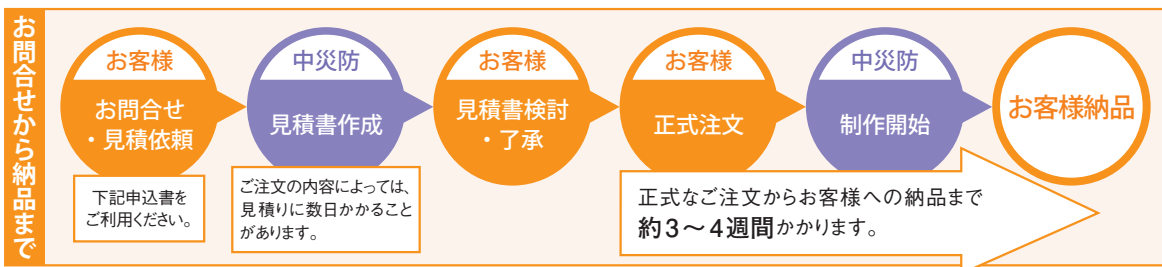 お問合せから納品まで
お客様
お問合せ
・見積依頼
下記申込書を
ご利用ください。
中災防
見積書作成
ご注文の内容によっては、
見積りに数日かかること
があります。
お客様
見積書検討
・了承
お客様
正式注文
中災防
制作開始
正式なご注文からお客様への納品まで
約3〜4週間かかります。
お客様納品